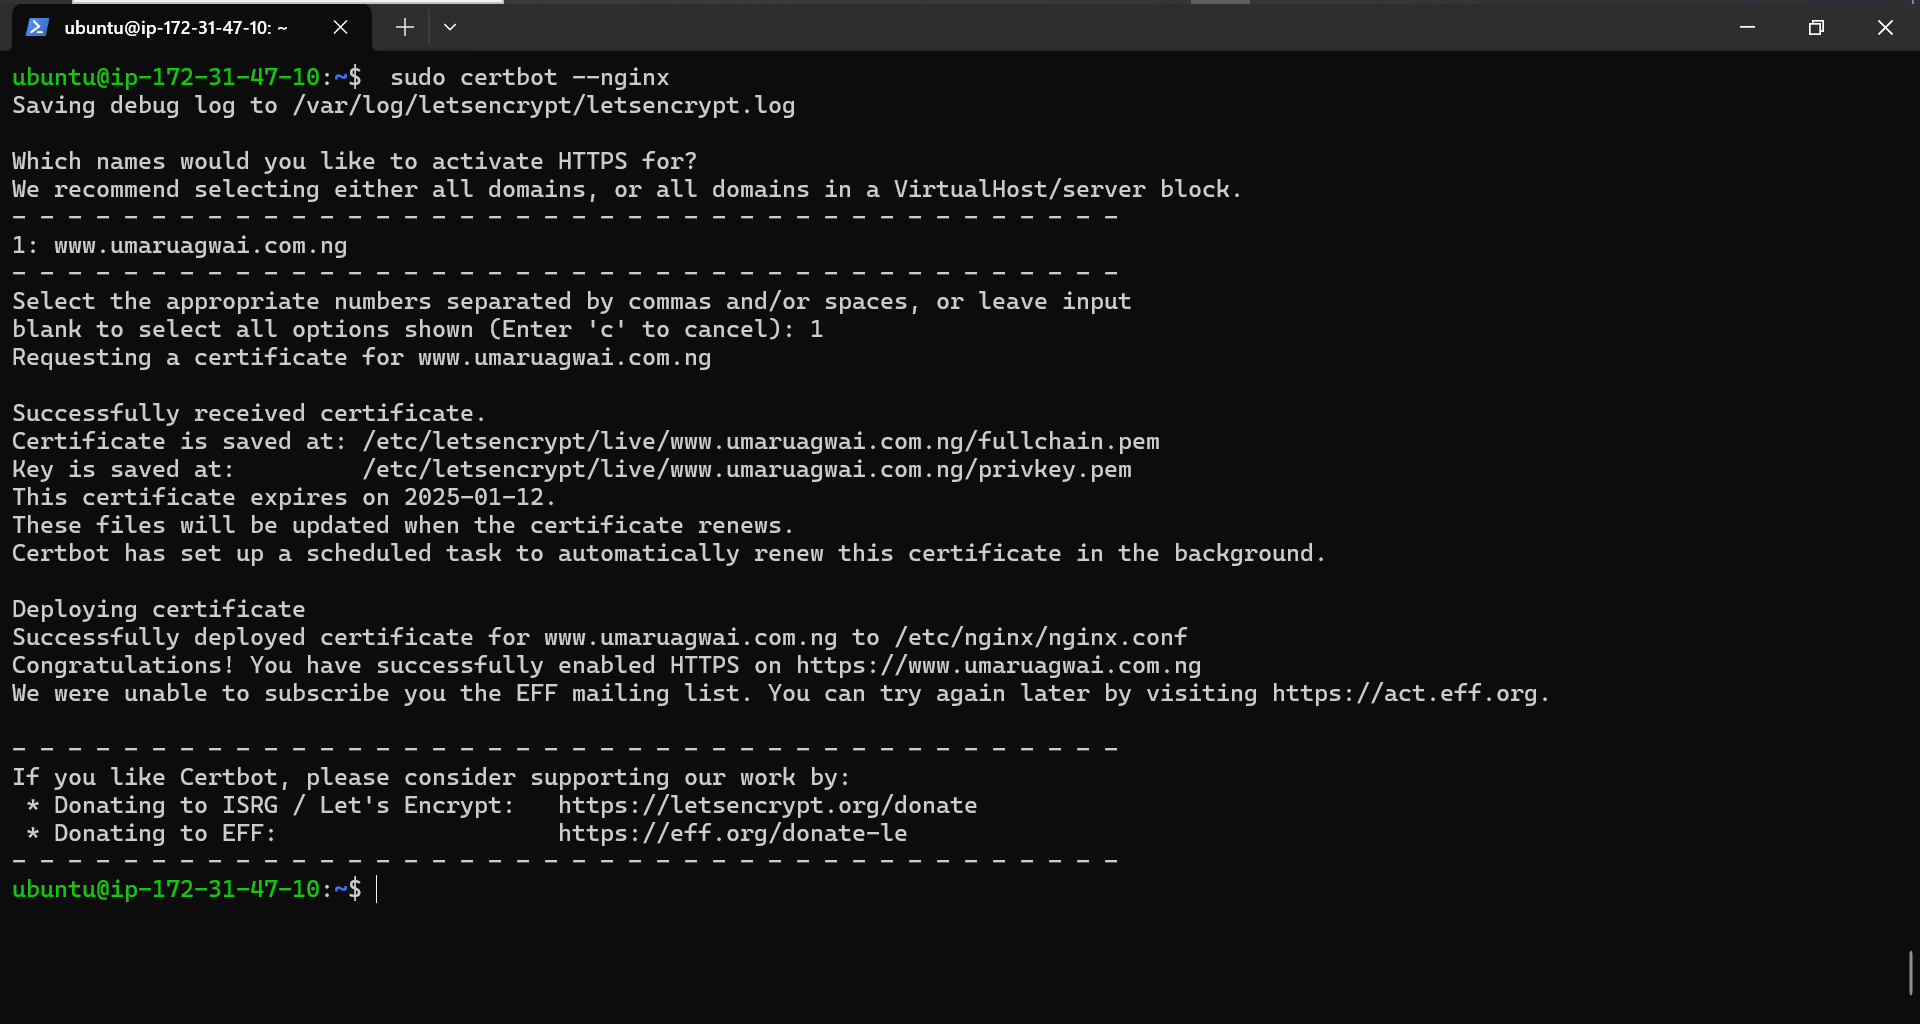 ubuntu@ip-172-31-47-10: ~
ubuntu@ip-172-31-47-10:~$  sudo certbot --nginx
Saving debug log to /var/log/letsencrypt/letsencrypt.log

Which names would you like to activate HTTPS for?
We recommend selecting either all domains, or all domains in a VirtualHost/server block.
- - - - - - - - - - - - - - - - - - - - - - - - - - - - - - - - - - - - - - - -
1: www.umaruagwai.com.ng
- - - - - - - - - - - - - - - - - - - - - - - - - - - - - - - - - - - - - - - -
Select the appropriate numbers separated by commas and/or spaces, or leave input
blank to select all options shown (Enter 'c' to cancel): 1
Requesting a certificate for www.umaruagwai.com.ng

Successfully received certificate.
Certificate is saved at: /etc/letsencrypt/live/www.umaruagwai.com.ng/fullchain.pem
Key is saved at:         /etc/letsencrypt/live/www.umaruagwai.com.ng/privkey.pem
This certificate expires on 2025-01-12.
These files will be updated when the certificate renews.
Certbot has set up a scheduled task to automatically renew this certificate in the background.

Deploying certificate
Successfully deployed certificate for www.umaruagwai.com.ng to /etc/nginx/nginx.conf
Congratulations! You have successfully enabled HTTPS on https://www.umaruagwai.com.ng
We were unable to subscribe you the EFF mailing list. You can try again later by visiting https://act.eff.org.

- - - - - - - - - - - - - - - - - - - - - - - - - - - - - - - - - - - - - - - -
If you like Certbot, please consider supporting our work by:
 * Donating to ISRG / Let's Encrypt:   https://letsencrypt.org/donate
 * Donating to EFF:                    https://eff.org/donate-le
- - - - - - - - - - - - - - - - - - - - - - - - - - - - - - - - - - - - - - - -
ubuntu@ip-172-31-47-10:~$